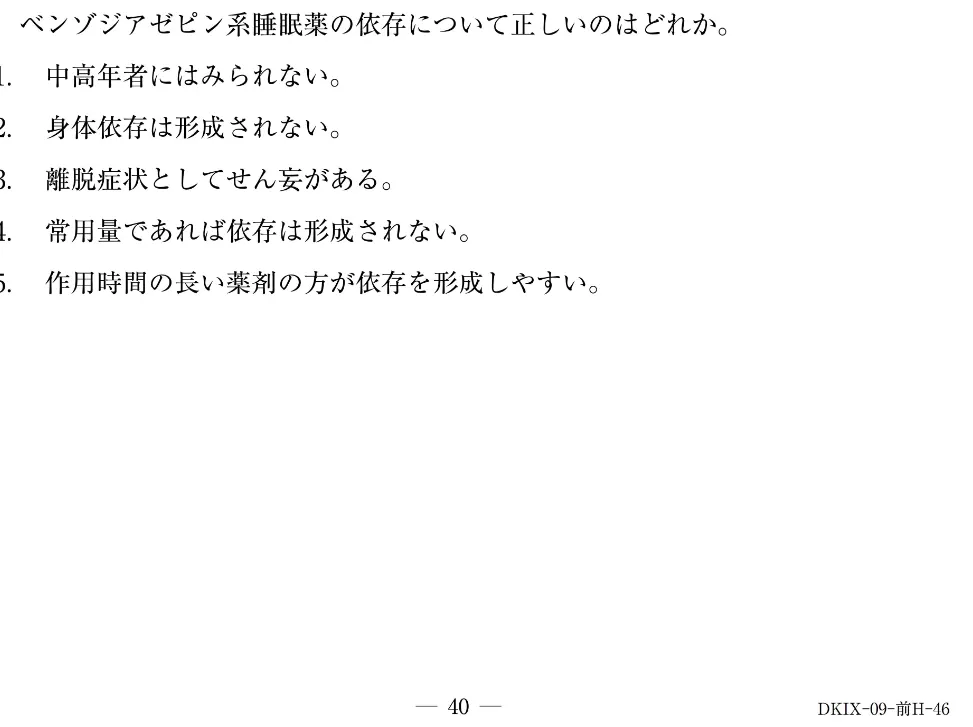 ベンゾジアゼピン系睡眠薬の依存について正しいのはどれか。
1. 中高年者にはみられない。
2. 身体依存は形成されない。
3. 離脱症状としてせん妄がある。
4. 常用量であれば依存は形成されない。
5. 作用時間の長い薬剤の方が依存を形成しやすい。
— 40 —
DKIX-09-前H-46